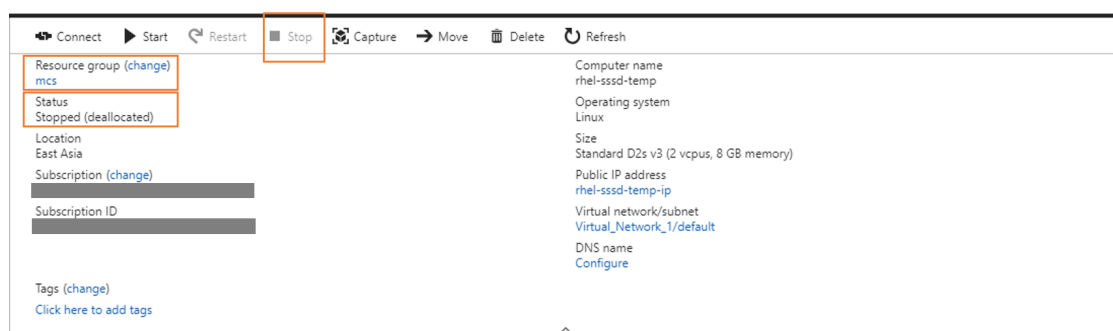 Connect Start Restart Stop Capture Move Delete Refresh
Resource group (change)
mcs
Status
Stopped (deallocated)
Location
East Asia
Subscription (change)
Subscription ID
Tags (change)
Click here to add tags
Computer name
rhel-sssd-temp
Operating system
Linux
Size
Standard D2s v3 (2 vcpus, 8 GB memory)
Public IP address
rhel-sssd-temp-ip
Virtual network/subnet
Virtual_Network_1/default
DNS name
Configure